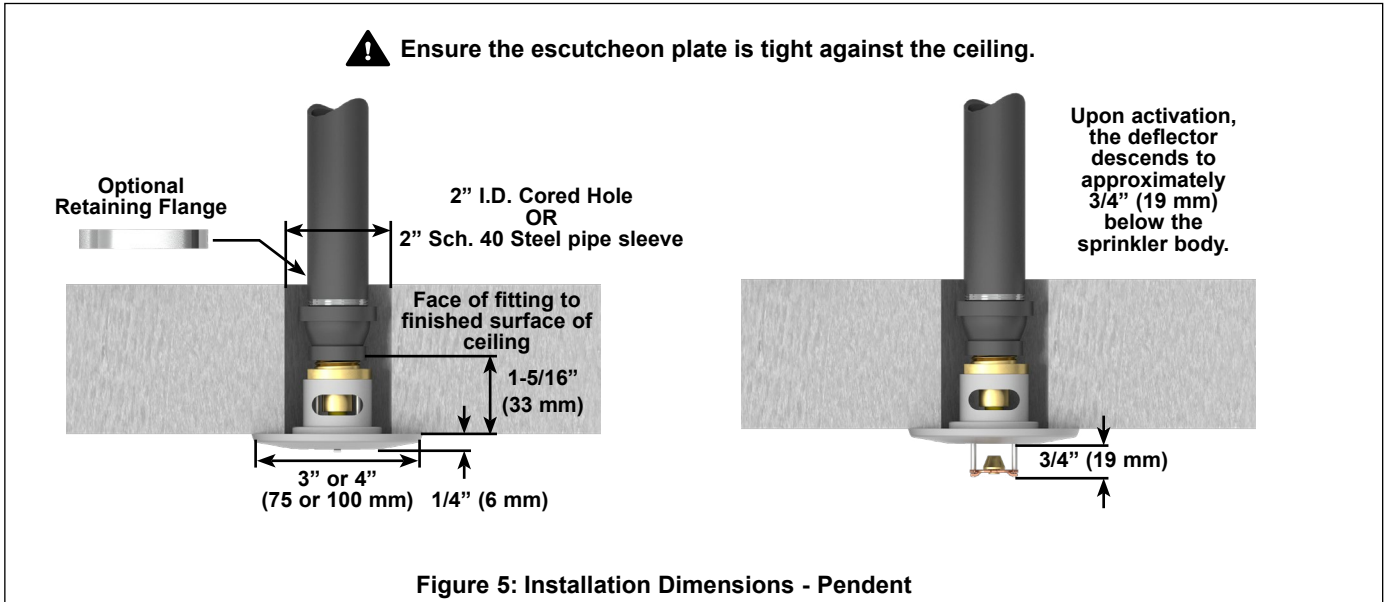 Ensure the escutcheon plate is tight against the ceiling.
Optional
Retaining Flange
2” I.D. Cored Hole
OR
2” Sch. 40 Steel pipe sleeve
Face of fitting to
finished surface of
ceiling
1-5/16”
(33 mm)
3” or 4”
(75 or 100 mm)
1/4” (6 mm)
Upon activation,
the deflector
descends to
approximately
3/4” (19 mm)
below the
sprinkler body.
3/4” (19 mm)
Figure 5: Installation Dimensions - Pendent